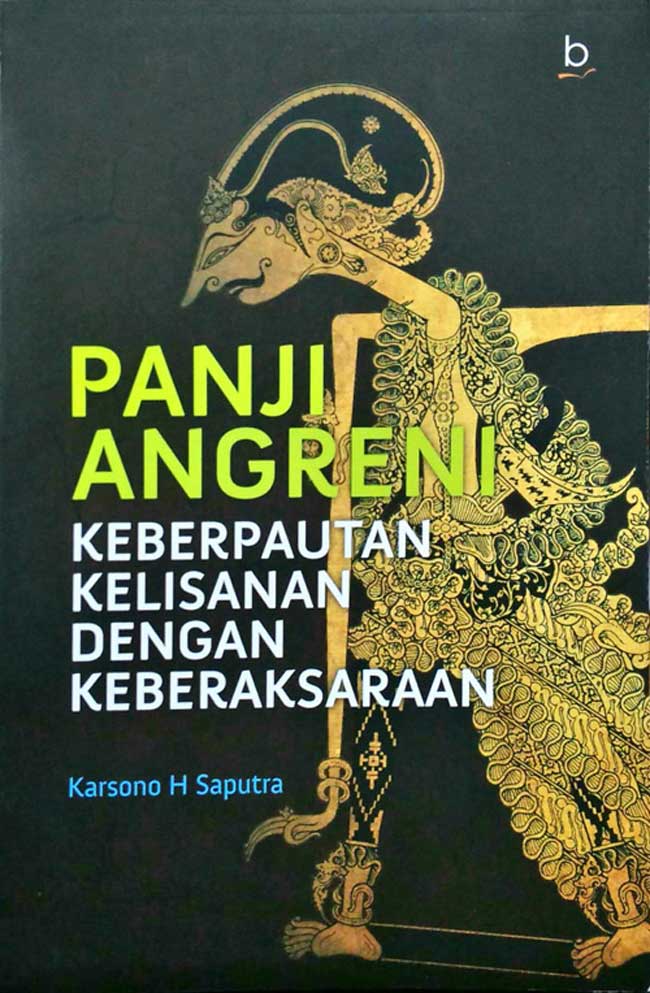 b
PANJI
ANGRENI
KEBERPAUTAN
KELISANAN
DENGAN
KEBERAKSARAAN
Karsono H Saputra